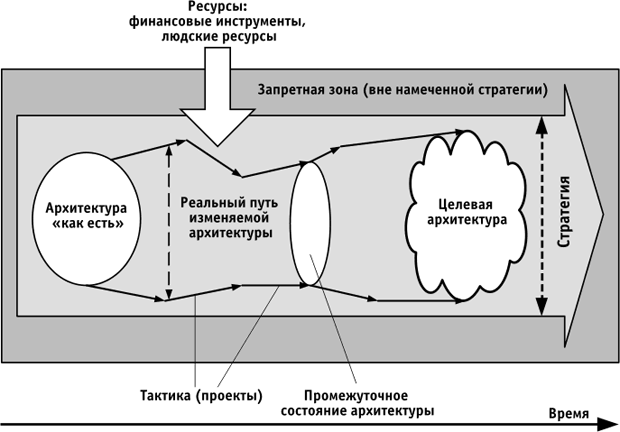 Ресурсы:
финансовые инструменты,
людские ресурсы
Запретная зона (вне намеченной стратегии)
Архитектура
«как есть»
Реальный путь
изменяемой
архитектуры
Целевая
архитектура
Стратегия
Тактика (проекты)
Промежуточное
состояние архитектуры
Время